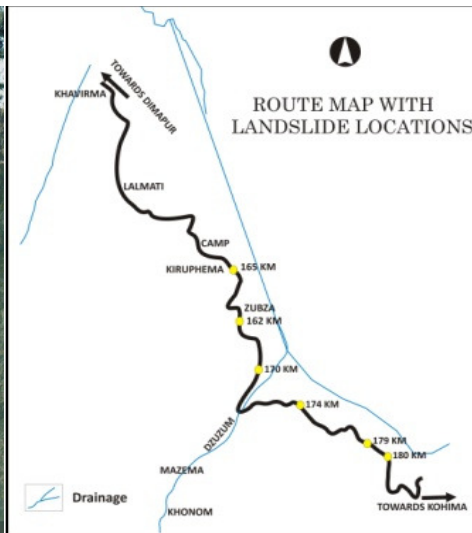 ROUTE MAP WITH
LANDSLIDE LOCATIONS
TOWARDS DIMAPUR
KHAVIRMA
LALMATI
CAMP
KIRUPHEMA
165 KM
ZUBZA
162 KM
170 KM
174 KM
DZUZUM
179 KM
180 KM
MAZEMA
TOWARDS KOHIMA
Drainage
KHONOM